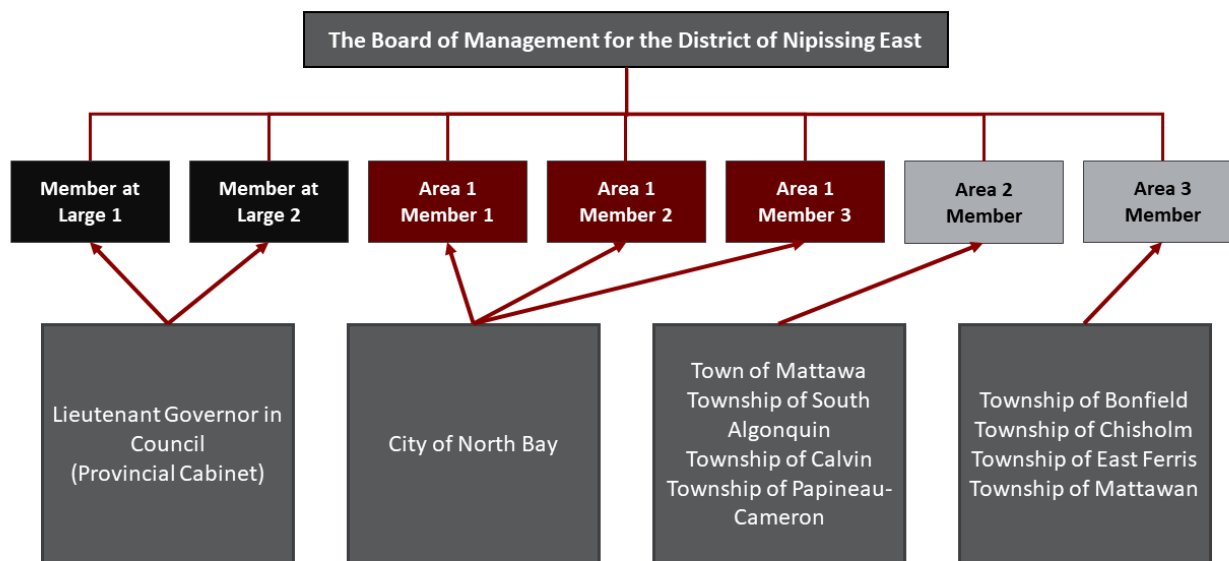 The Board of Management for the District of Nipissing East
Member at
Large 1
Member at
Large 2
Area 1
Member 1
Area 1
Member 2
Area 1
Member 3
Area 2
Member
Area 3
Member
Lieutenant Governor in
Council
(Provincial Cabinet)
City of North Bay
Town of Mattawa
Township of South
Algonquin
Township of Calvin
Township of Papineau-
Cameron
Township of Bonfield
Township of Chisholm
Township of East Ferris
Township of Mattawan